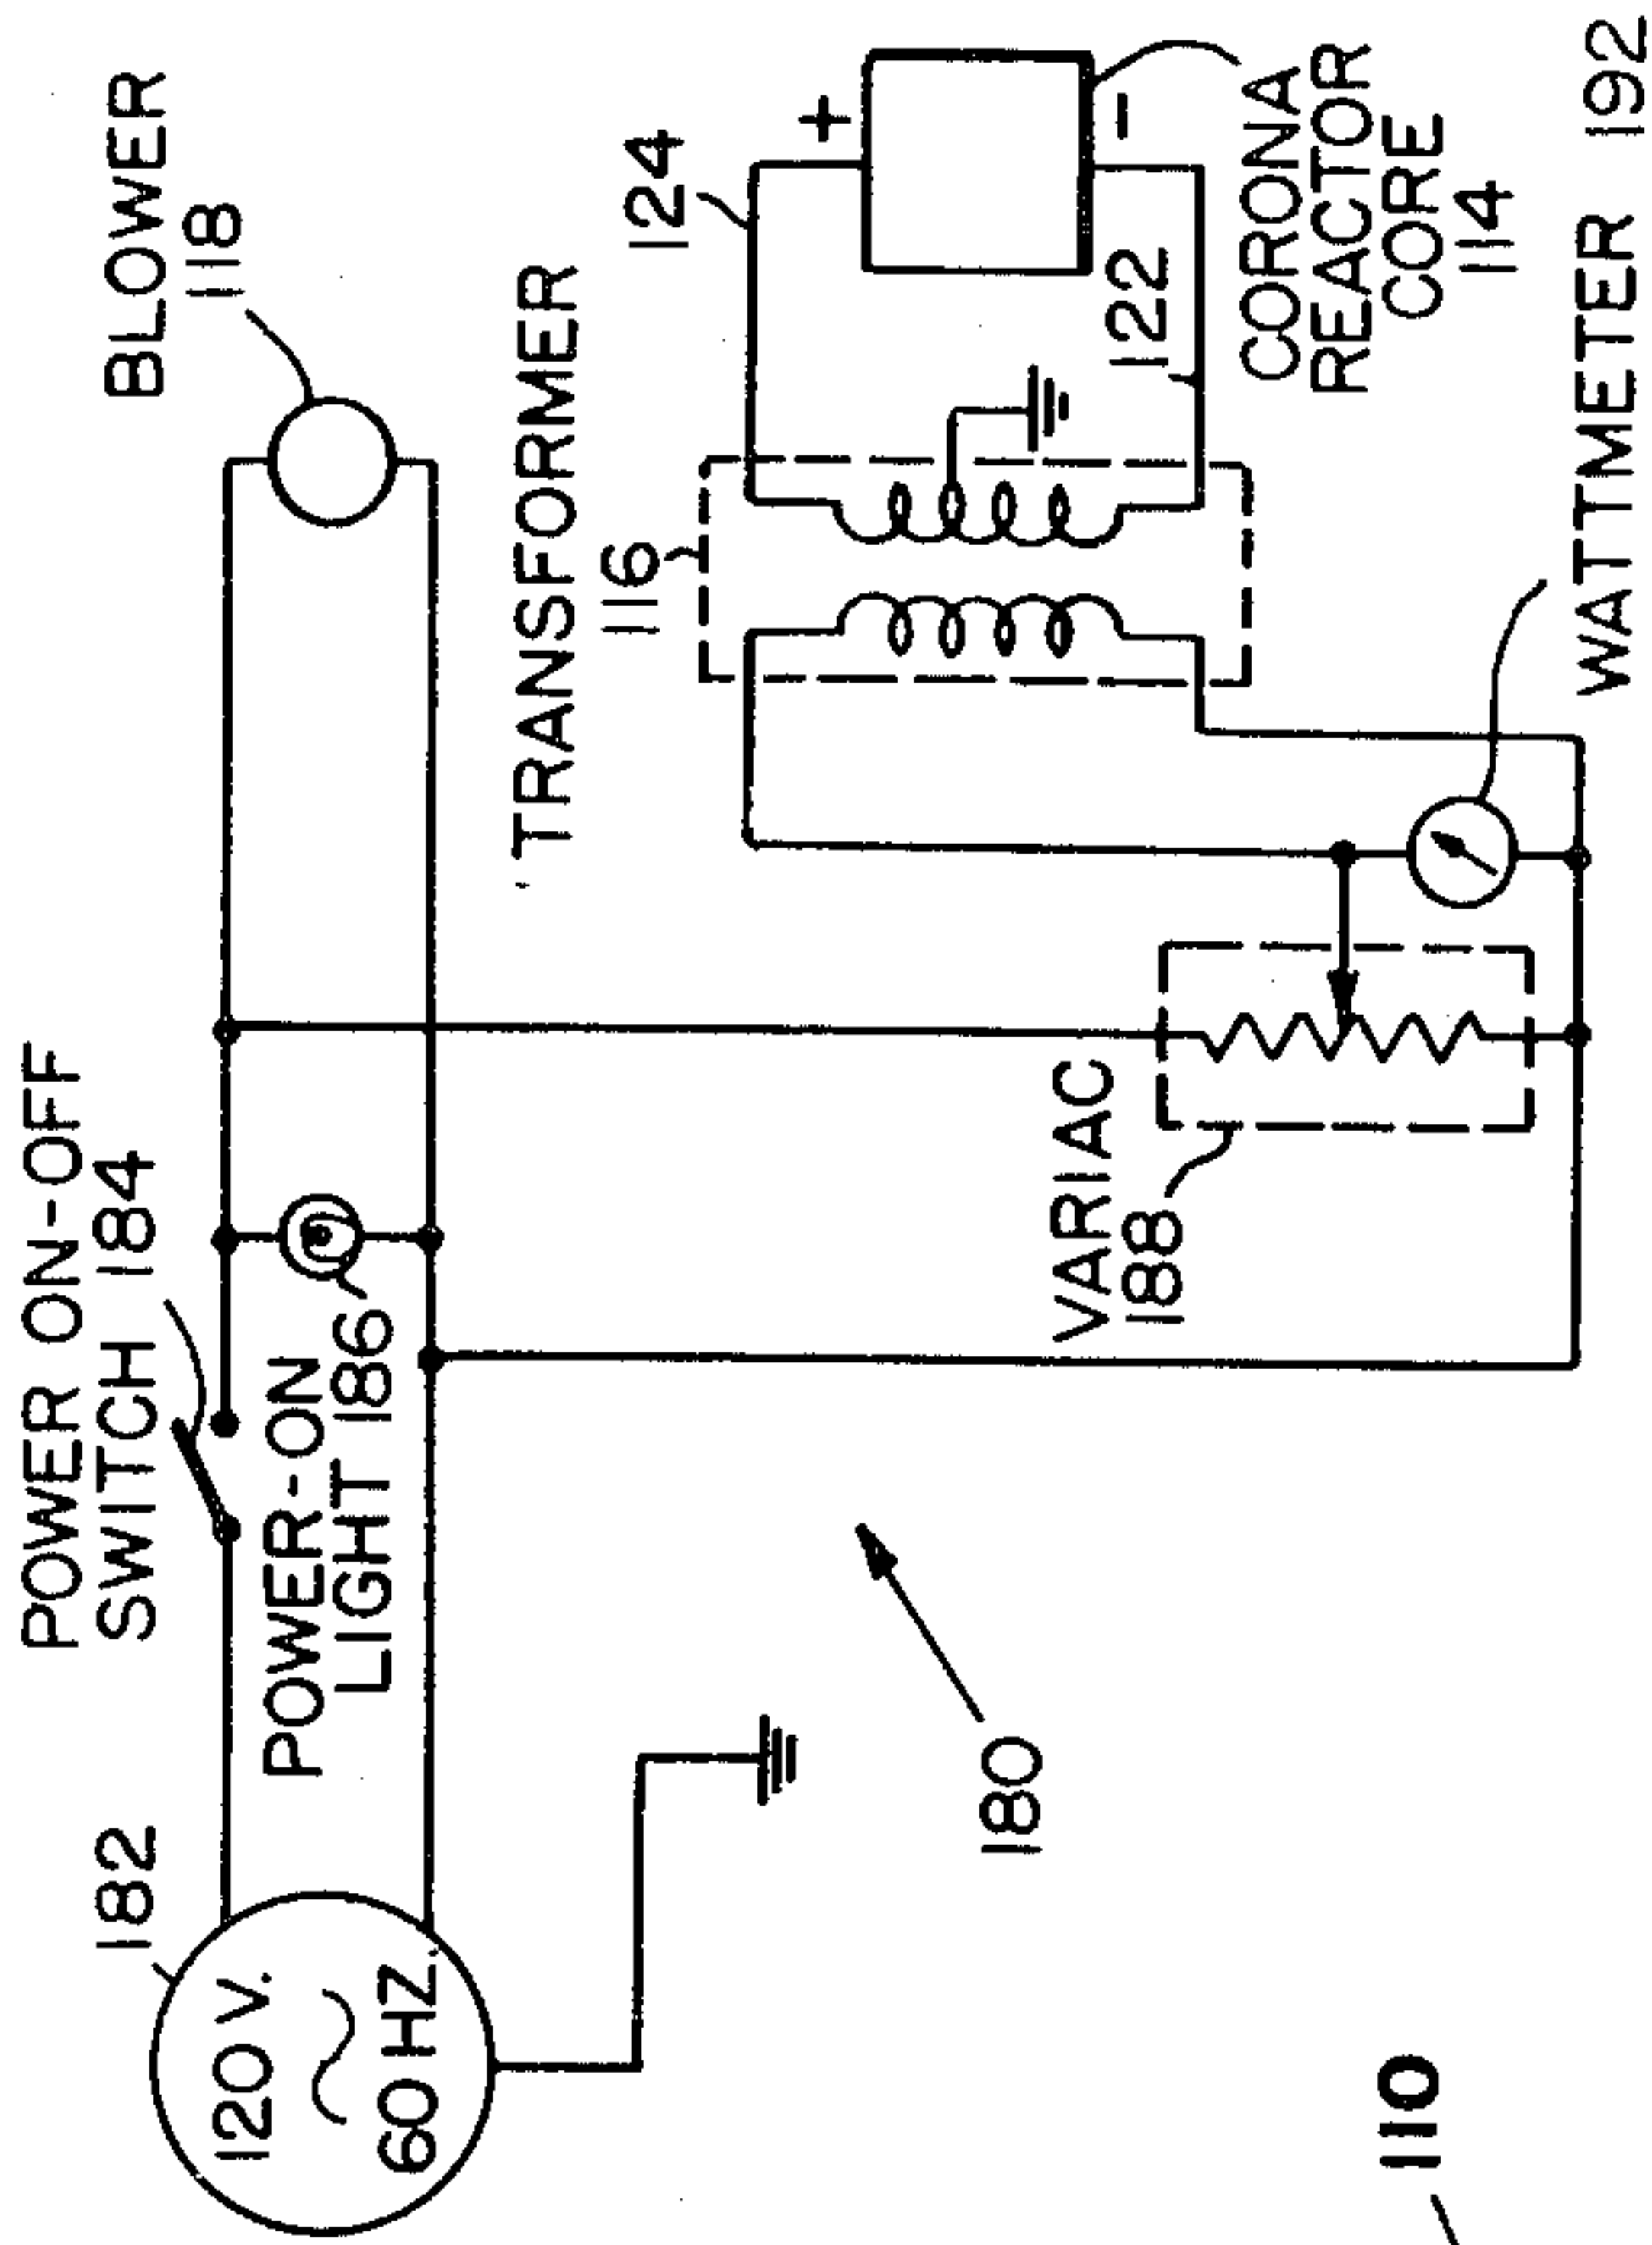 POWER ON-OFF
SWITCH 184
BLOWER
118
182
120 V.
60 HZ.
POWER-ON
LIGHT 186
TRANSFORMER
116
124
+
-
122
CORONA
REACTOR
CORE
114
180
VARIAC
188
WATTMETER 192
110